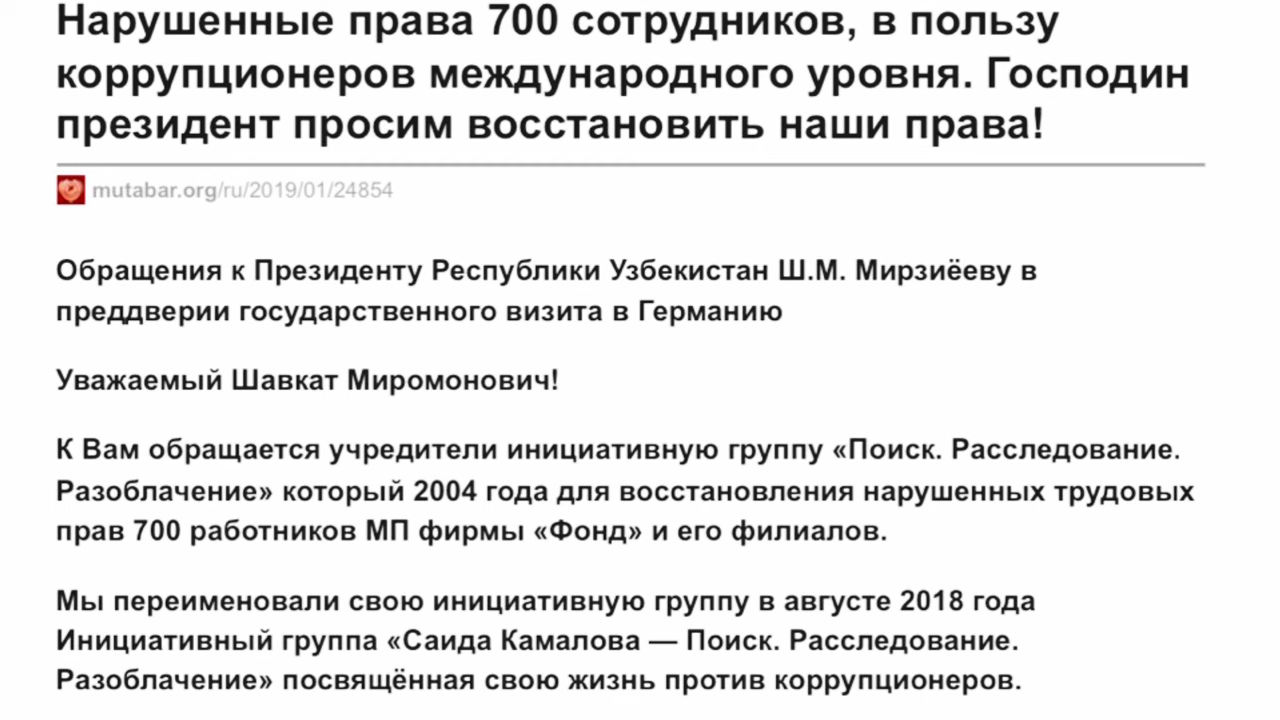 Нарушенные права 700 сотрудников, в пользу
коррупционеров международного уровня. Господин
президент просим восстановить наши права!
mutabar.org/ru/2019/01/24854
Обращения к Президенту Республики Узбекистан Ш.М. Мирзиёеву в
преддверии государственного визита в Германию
Уважаемый Шавкат Миромонович!
К Вам обращается учредители инициативную группу «Поиск. Расследование.
Разоблачение» который 2004 года для восстановления нарушенных трудовых
прав 700 работников МП фирмы «Фонд» и его филиалов.
Мы переименовали свою инициативную группу в августе 2018 года
Инициативный группа «Саида Камалова — Поиск. Расследование.
Разоблачение» посвящённая свою жизнь против коррупционеров.